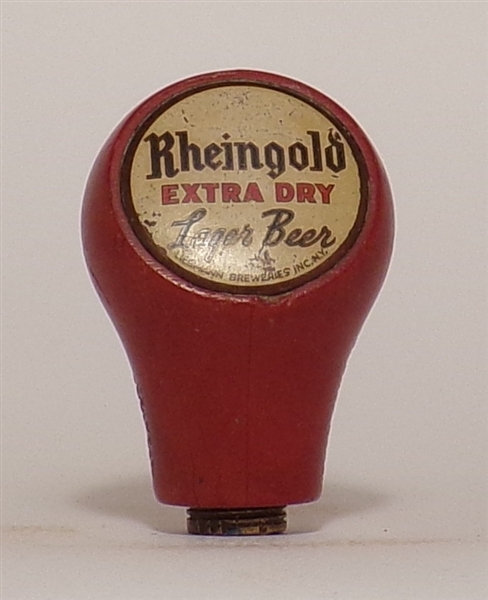 Rheingold
EXTRA DRY
Lager Beer
BREWERIES INC. N.Y.